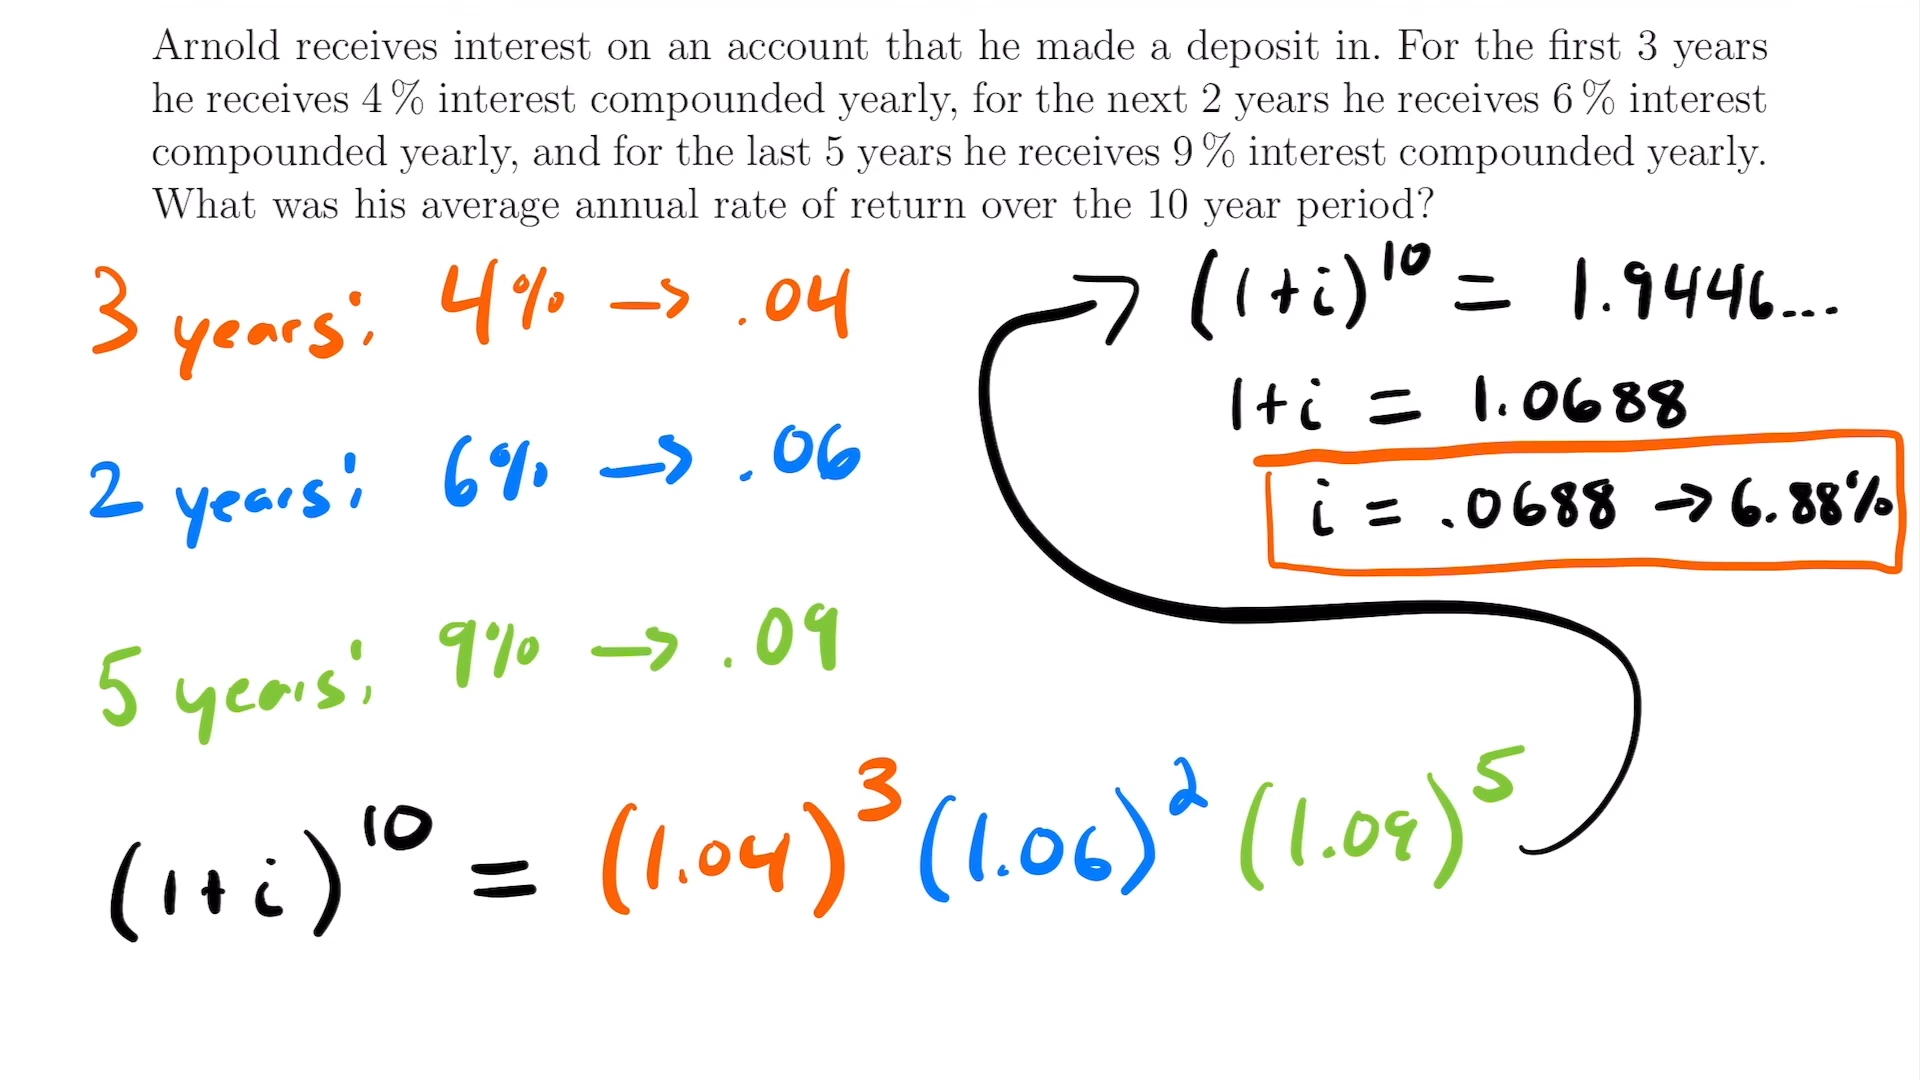 Arnold receives interest on an account that he made a deposit in. For the first 3 years
he receives 4 % interest compounded yearly, for the next 2 years he receives 6 % interest
compounded yearly, and for the last 5 years he receives 9 % interest compounded yearly.
What was his average annual rate of return over the 10 year period?
3 years: 4% → .04
2 years: 6% → .06
5 years: 9% → .09
(1+i)^10 = (1.04)^3 (1.06)^2 (1.09)^5
(1+i)^10 = 1.9446...
1+i = 1.0688
i = .0688 → 6.88%